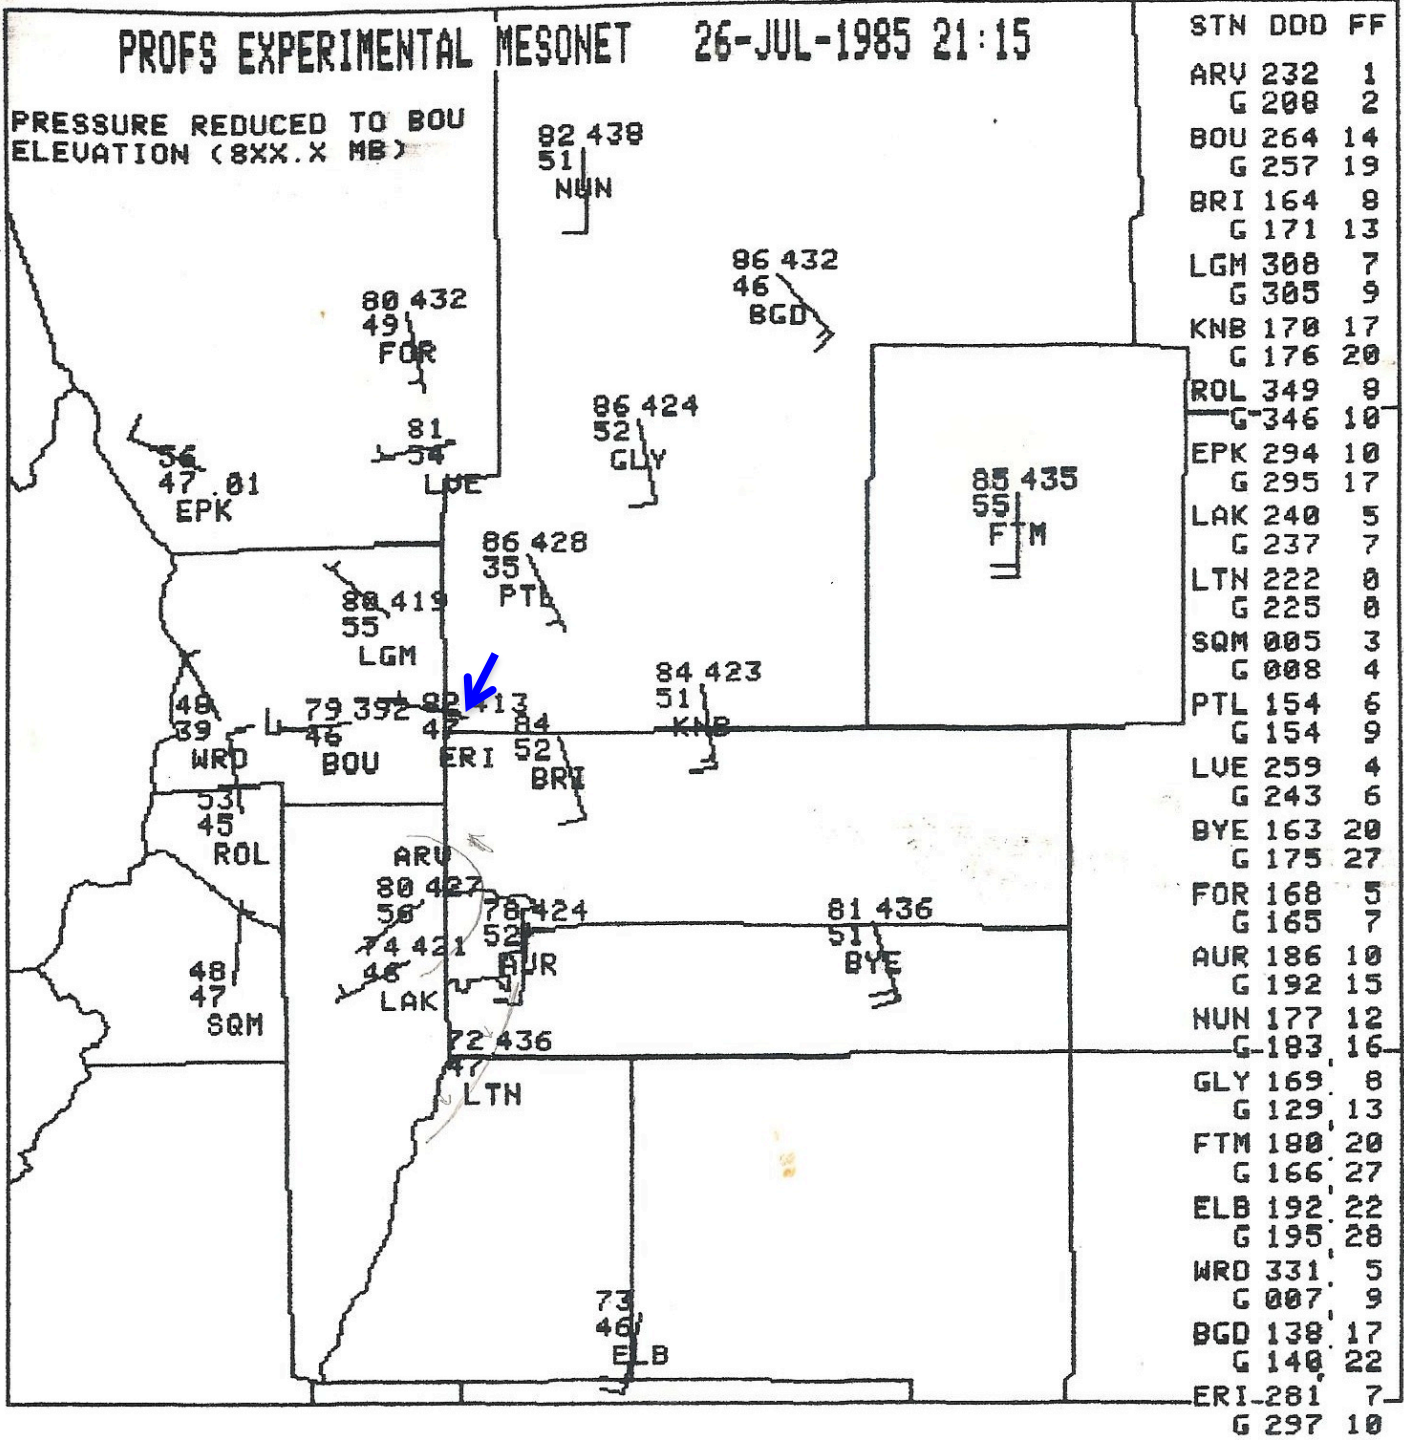 PROFS EXPERIMENTAL MESONET 26-JUL-1985 21:15
PRESSURE REDUCED TO BOU
ELEVATION (8XX.X MB)
82 438
51
NUN
86 432
46
BGD
80 432
49
FOR
86 424
52
GLY
81
54
LVE
56
47 .01
EPK
85 435
55
FTM
86 428
35
PTL
80 419
55
LGM
84 423
51
KNB
48
39
WRD
79 392
46
BOU
82 413
47
ERI
84
52
BRI
53
45
ROL
ARV
80 427
56
78 424
52
AUR
81 436
51
BYE
74 421
46
LAK
48
47
SQM
72 436
47
LTN
73
46
ELB
STN DDD FF
ARV 232 1
G 208 2
BOU 264 14
G 257 19
BRI 164 8
G 171 13
LGM 308 7
G 305 9
KNB 170 17
G 176 20
ROL 349 8
G 346 10
EPK 294 10
G 295 17
LAK 240 5
G 237 7
LTN 222 0
G 225 0
SQM 005 3
G 008 4
PTL 154 6
G 154 9
LVE 259 4
G 243 6
BYE 163 20
G 175 27
FOR 168 5
G 165 7
AUR 186 10
G 192 15
NUN 177 12
G 183 16
GLY 169 8
G 129 13
FTM 180 20
G 166 27
ELB 192 22
G 195 28
WRD 331 5
G 007 9
BGD 138 17
G 140 22
ERI 281 7
G 297 10